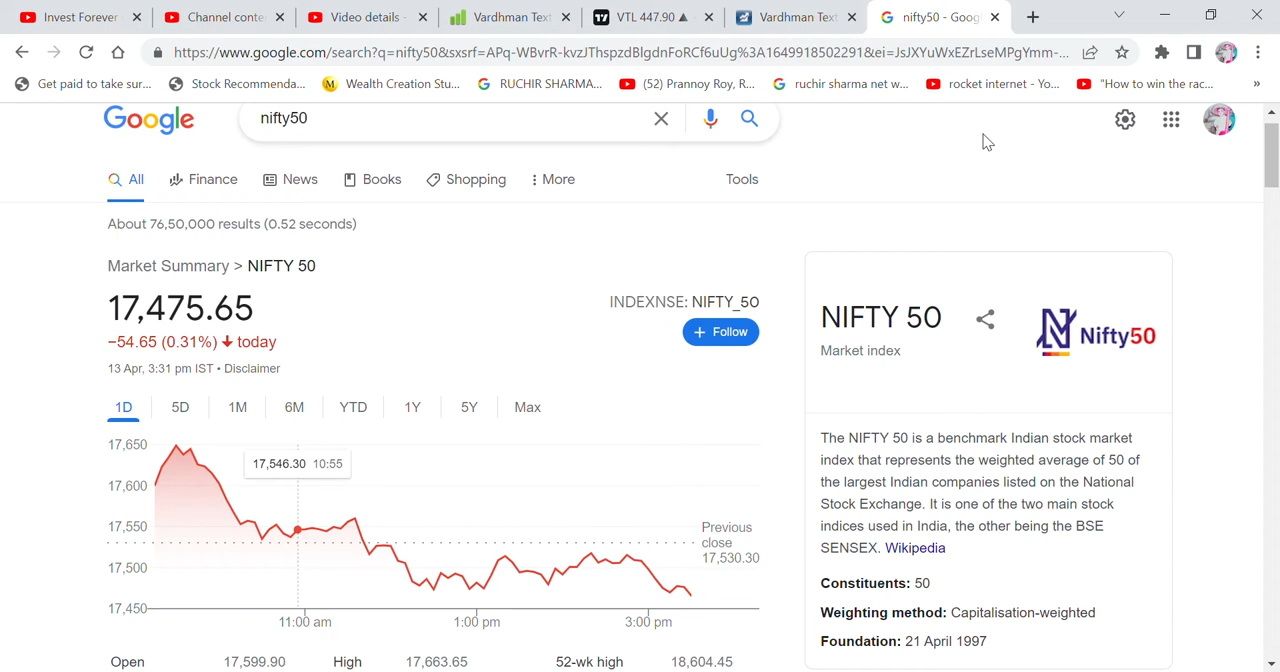 Invest Forever
Channel conte
Video details -
Vardhman Text
VTL 447.90 ▲
Vardhman Text
nifty50 - Goog
https://www.google.com/search?q=nifty50&sxsrf=APq-WBvrR-kvzJThspzdBlgdnFoRCf6uUg%3A1649918502291&ei=JsJXYuWxEZrLseMPgYmm-...
Get paid to take sur...
Stock Recommenda...
Wealth Creation Stu...
RUCHIR SHARMA...
(52) Prannoy Roy, R...
ruchir sharma net w...
rocket internet - Yo...
"How to win the rac...
»
Google
nifty50
All
Finance
News
Books
Shopping
More
Tools
About 76,50,000 results (0.52 seconds)
Market Summary > NIFTY 50
17,475.65
INDEXNSE: NIFTY_50
+ Follow
−54.65 (0.31%) ↓ today
13 Apr, 3:31 pm IST • Disclaimer
1D
5D
1M
6M
YTD
1Y
5Y
Max
17,650
17,600
17,550
17,500
17,450
17,546.30 10:55
Previous
close
17,530.30
11:00 am
1:00 pm
3:00 pm
Open 17,599.90 High 17,663.65 52-wk high 18,604.45
NIFTY 50
Market index
Nifty50
The NIFTY 50 is a benchmark Indian stock market
index that represents the weighted average of 50 of
the largest Indian companies listed on the National
Stock Exchange. It is one of the two main stock
indices used in India, the other being the BSE
SENSEX. Wikipedia
Constituents: 50
Weighting method: Capitalisation-weighted
Foundation: 21 April 1997